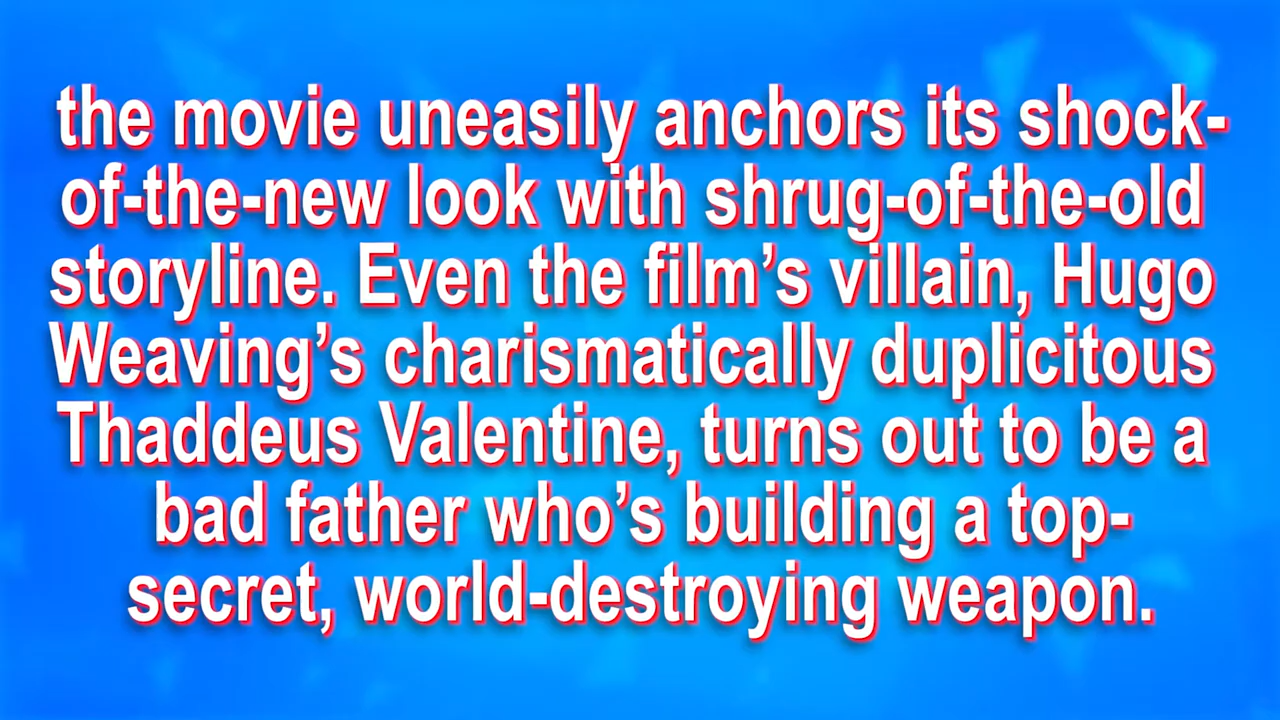 the movie uneasily anchors its shock-
of-the-new look with shrug-of-the-old
storyline. Even the film’s villain, Hugo
Weaving’s charismatically duplicitous
Thaddeus Valentine, turns out to be a
bad father who’s building a top-
secret, world-destroying weapon.